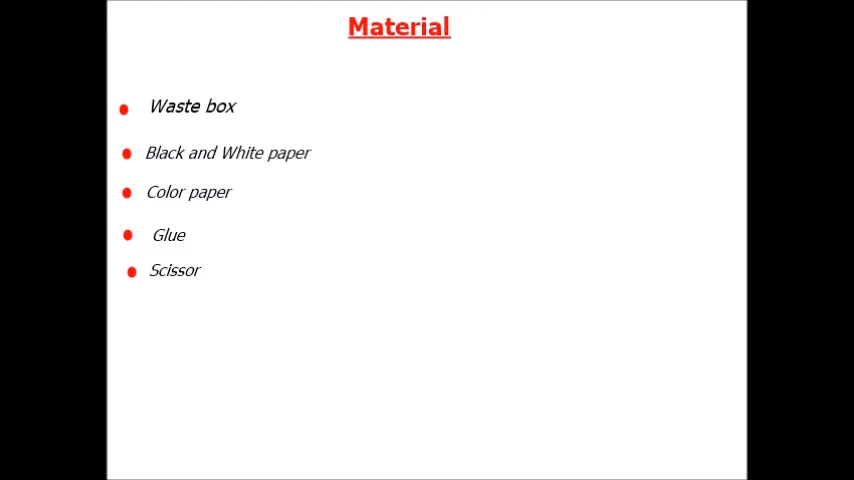 Material
Waste box
Black and White paper
Color paper
Glue
Scissor